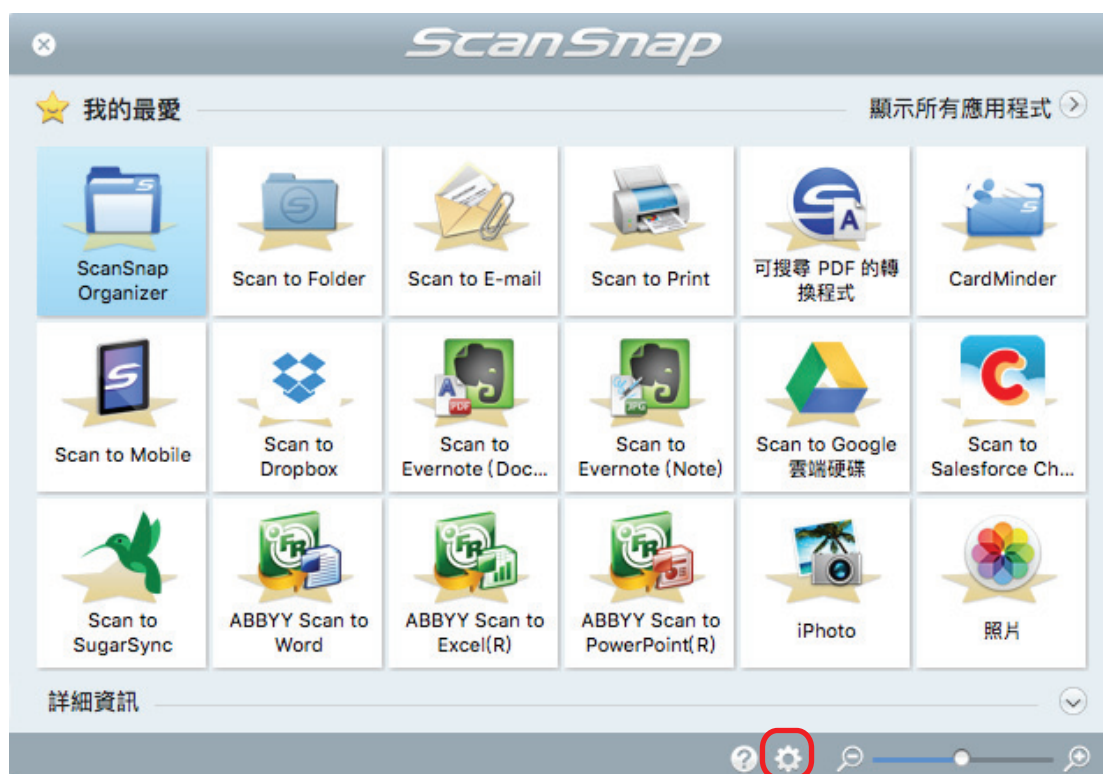 ScanSnap
我的最愛
顯示所有應用程式
ScanSnap
Organizer
Scan to Folder
Scan to E-mail
Scan to Print
可搜尋 PDF 的轉
換程式
CardMinder
Scan to Mobile
Scan to
Dropbox
Scan to
Evernote (Doc...
Scan to
Evernote (Note)
Scan to Google
雲端硬碟
Scan to
Salesforce Ch...
Scan to
SugarSync
ABBYY Scan to
Word
ABBYY Scan to
Excel(R)
ABBYY Scan to
PowerPoint(R)
iPhoto
照片
詳細資訊